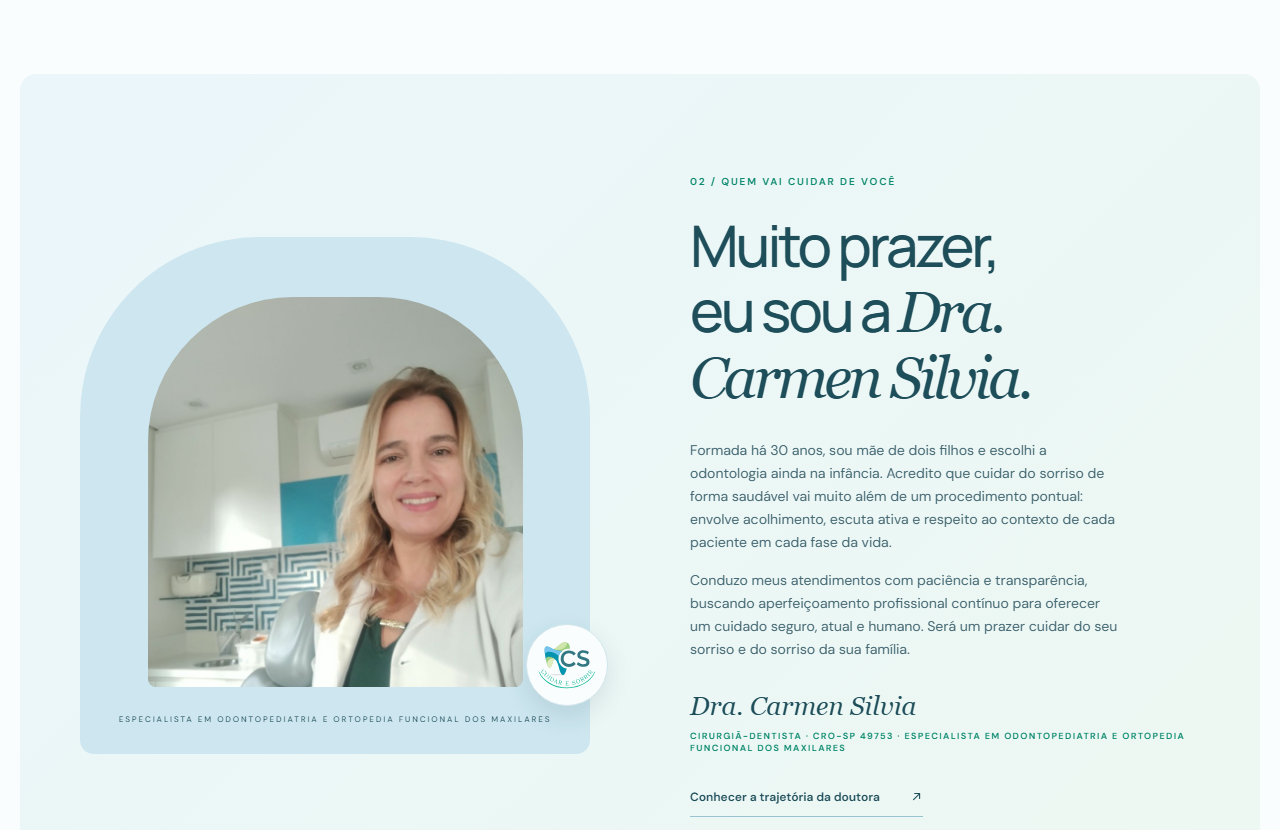 02 / QUEM VAI CUIDAR DE VOCÊ
Muito prazer,
eu sou a Dra.
Carmen Silvia.
Formada há 30 anos, sou mãe de dois filhos e escolhi a
odontologia ainda na infância. Acredito que cuidar do sorriso de
forma saudável vai muito além de um procedimento pontual:
envolve acolhimento, escuta ativa e respeito ao contexto de cada
paciente em cada fase da vida.
Conduzo meus atendimentos com paciência e transparência,
buscando aperfeiçoamento profissional contínuo para oferecer
um cuidado seguro, atual e humano. Será um prazer cuidar do seu
sorriso e do sorriso da sua família.
Dra. Carmen Silvia
CIRURGIÃ-DENTISTA · CRO-SP 49753 · ESPECIALISTA EM ODONTOPEDIATRIA E ORTOPEDIA
FUNCIONAL DOS MAXILARES
Conhecer a trajetória da doutora ↗
CS
CUIDAR E SORRIR
ESPECIALISTA EM ODONTOPEDIATRIA E ORTOPEDIA FUNCIONAL DOS MAXILARES